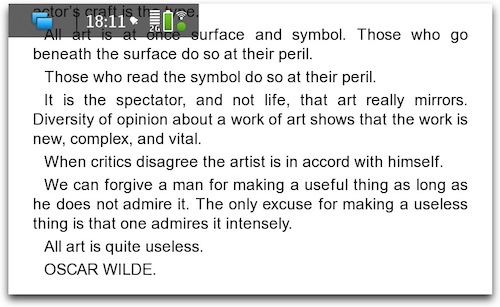 actor's craft is the type.
18:11
2G
All art is at once surface and symbol. Those who go
beneath the surface do so at their peril.
Those who read the symbol do so at their peril.
It is the spectator, and not life, that art really mirrors.
Diversity of opinion about a work of art shows that the work is
new, complex, and vital.
When critics disagree the artist is in accord with himself.
We can forgive a man for making a useful thing as long as
he does not admire it. The only excuse for making a useless
thing is that one admires it intensely.
All art is quite useless.
OSCAR WILDE.